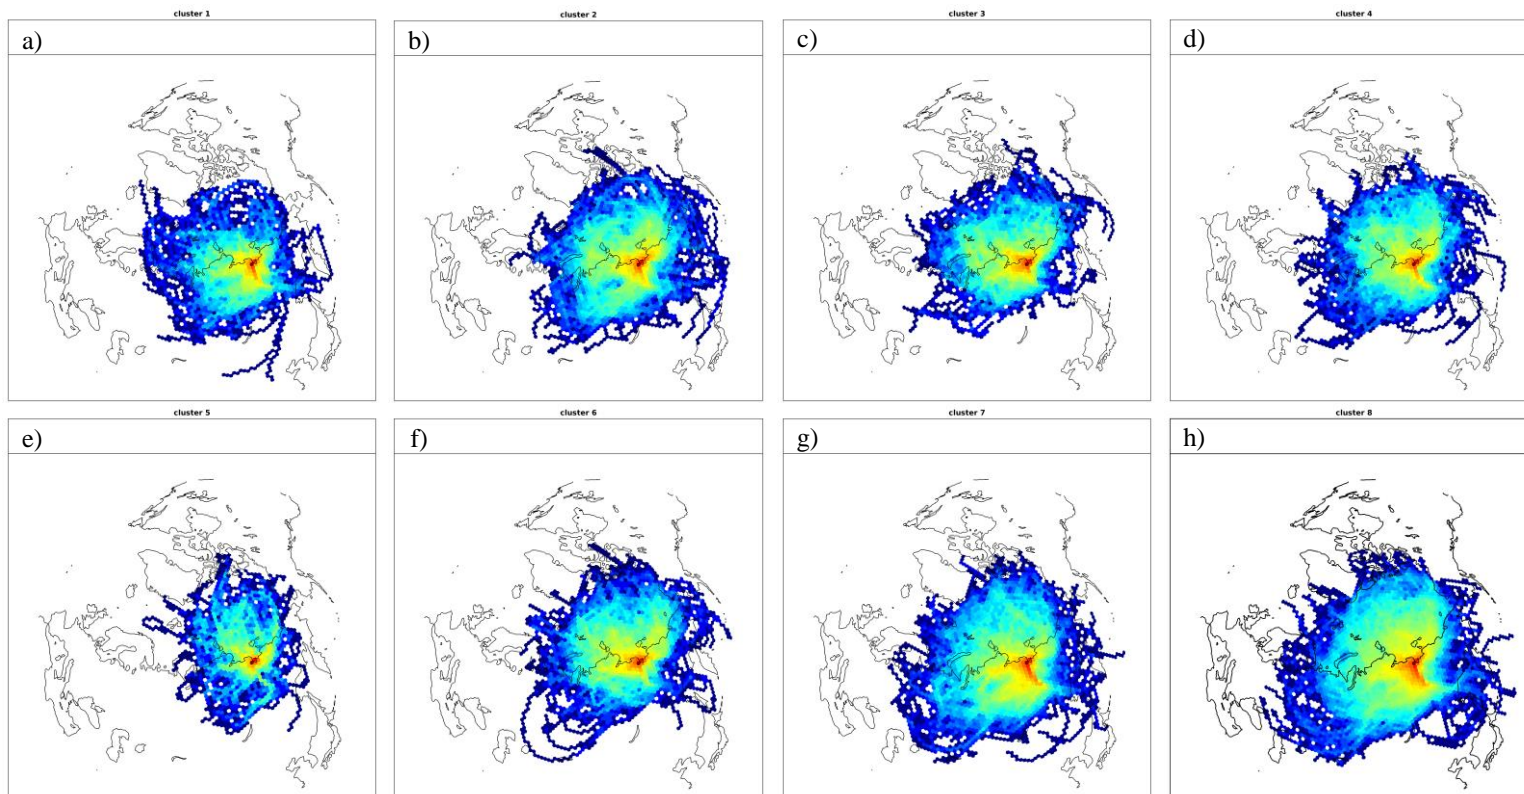 cluster 1
cluster 2
cluster 3
cluster 4
a)
b)
c)
d)
cluster 5
cluster 6
cluster 7
cluster 8
e)
f)
g)
h)